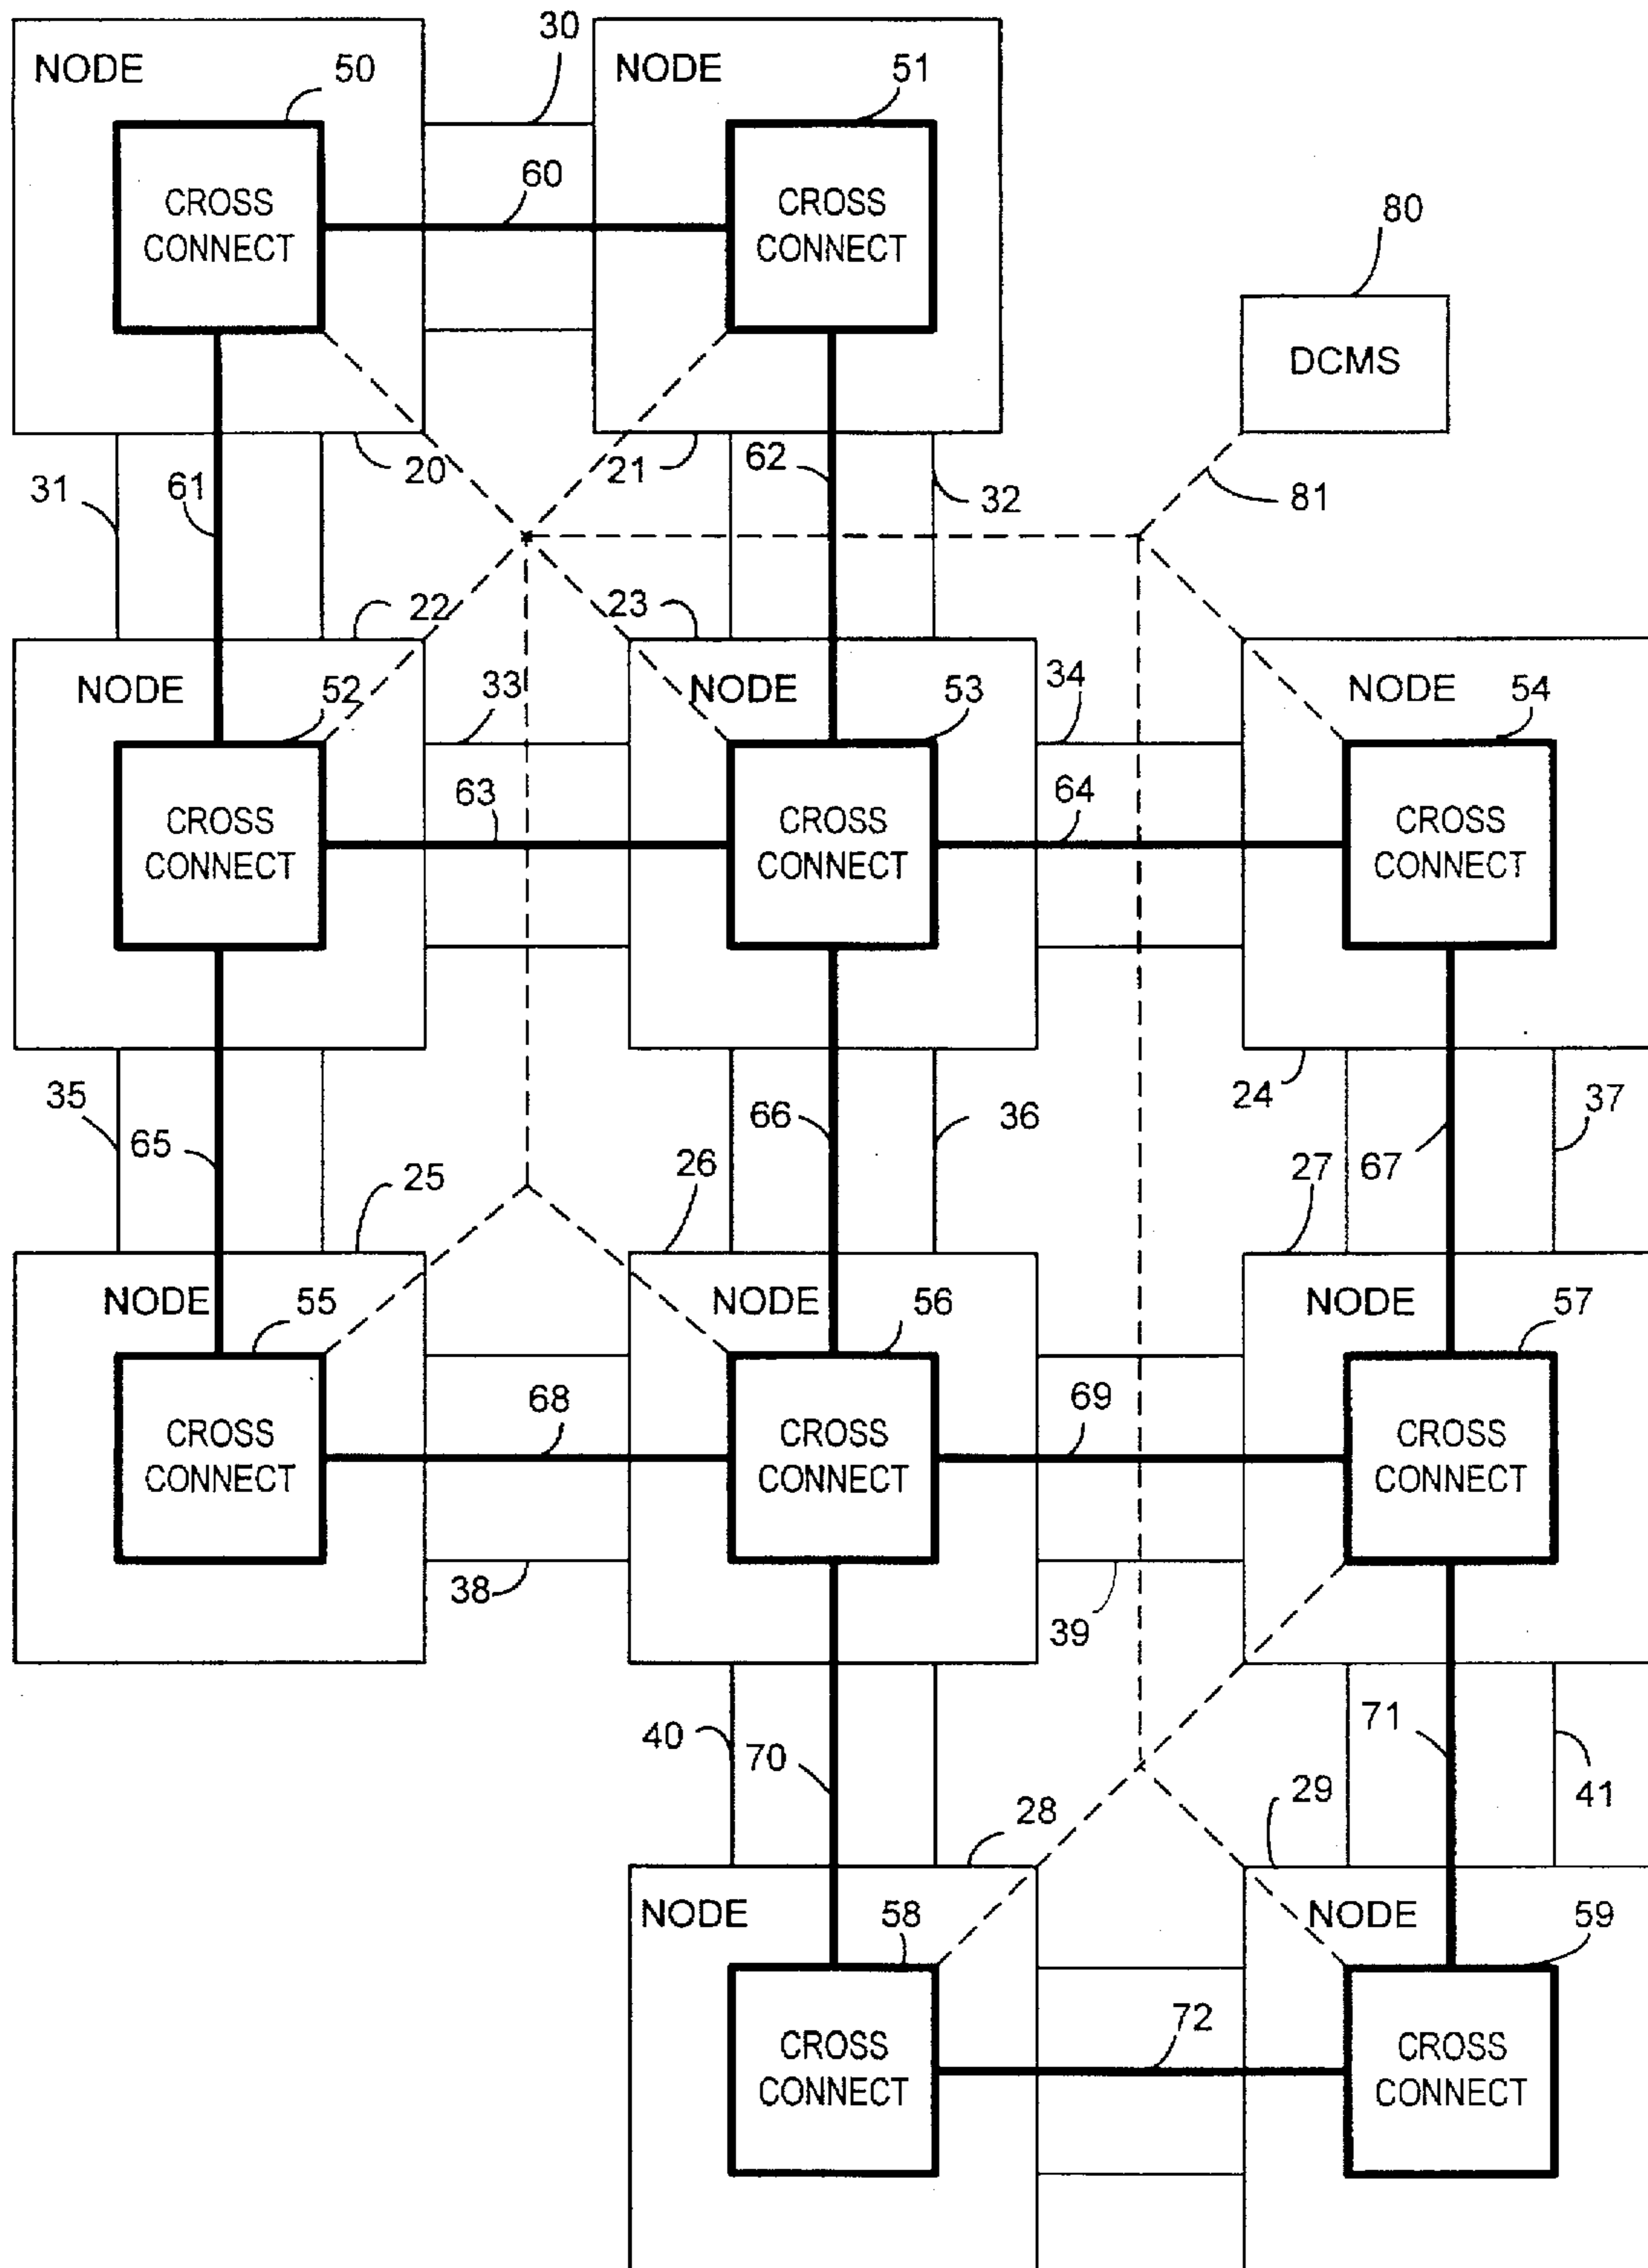 30
NODE
50
NODE
51
CROSS
CONNECT
60
CROSS
CONNECT
80
DCMS
31
61
20
21
62
32
81
22
23
NODE
52
33
NODE
53
34
NODE
54
CROSS
CONNECT
63
CROSS
CONNECT
64
CROSS
CONNECT
35
65
25
26
66
36
24
27
67
37
NODE
55
NODE
56
NODE
57
CROSS
CONNECT
68
CROSS
CONNECT
69
CROSS
CONNECT
38
39
40
70
28
29
71
41
NODE
58
NODE
59
CROSS
CONNECT
72
CROSS
CONNECT